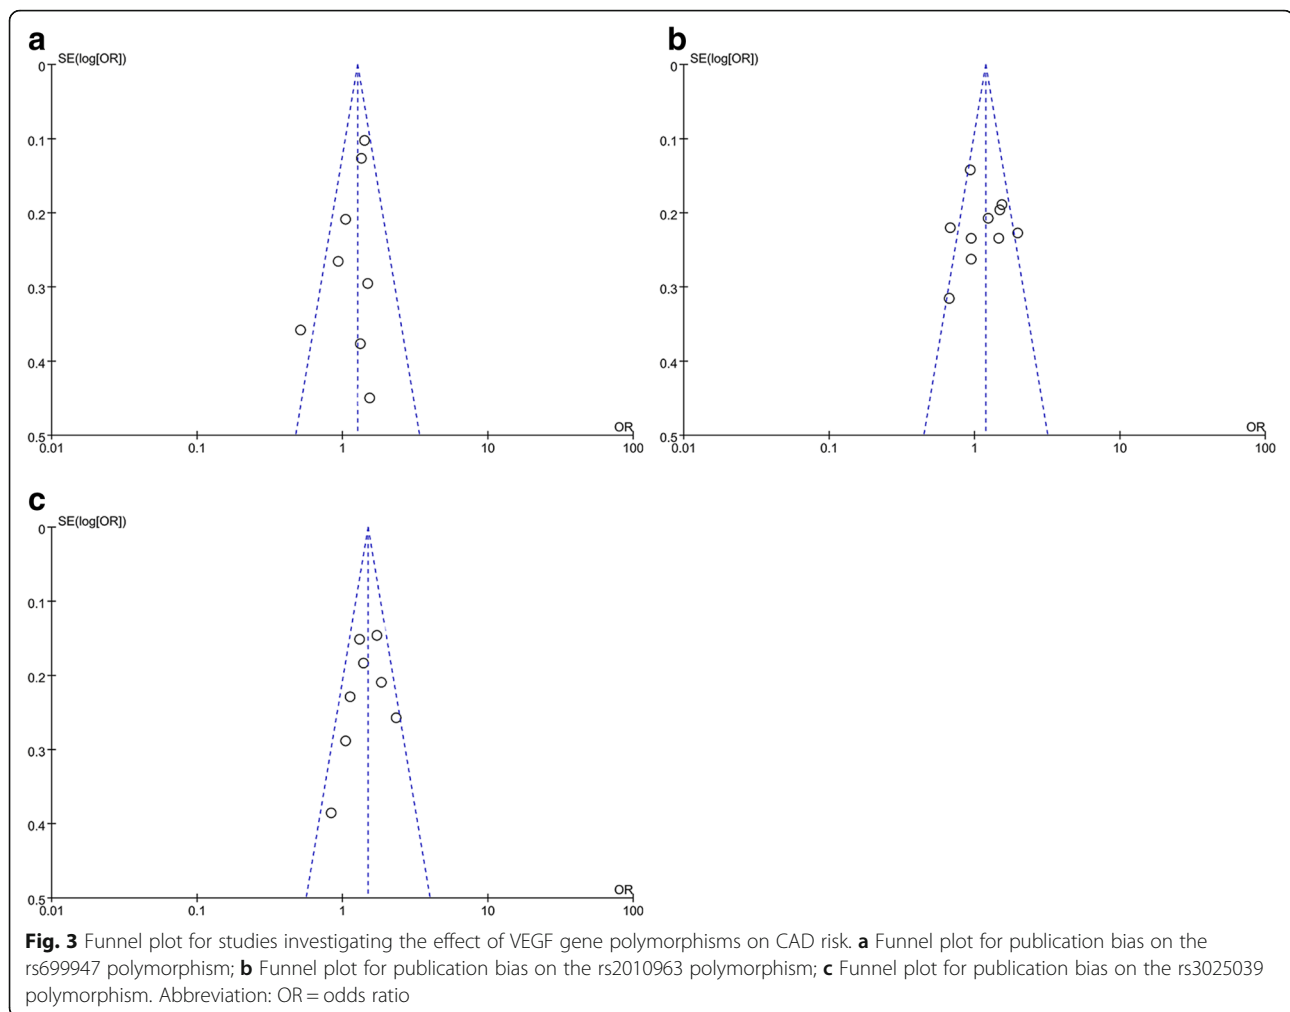 a
SE(log[OR])
0
0.1
0.2
0.3
0.4
0.5
OR
0.01 0.1 1 10 100
b
SE(log[OR])
0
0.1
0.2
0.3
0.4
0.5
OR
0.01 0.1 1 10 100
c
SE(log[OR])
0
0.1
0.2
0.3
0.4
0.5
OR
0.01 0.1 1 10 100
Fig. 3 Funnel plot for studies investigating the effect of VEGF gene polymorphisms on CAD risk. a Funnel plot for publication bias on the
rs699947 polymorphism; b Funnel plot for publication bias on the rs2010963 polymorphism; c Funnel plot for publication bias on the rs3025039
polymorphism. Abbreviation: OR = odds ratio